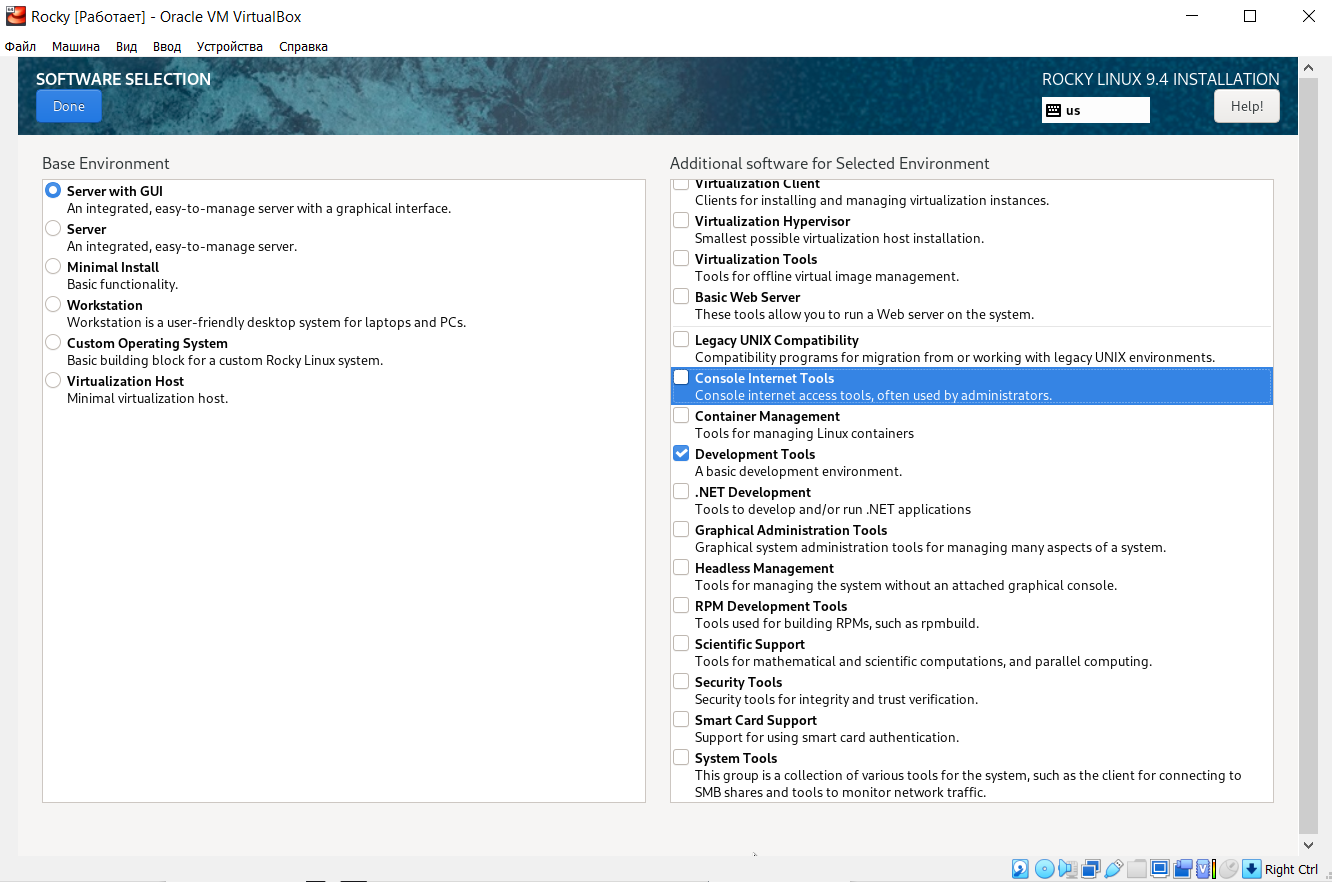 Rocky [Работает] - Oracle VM VirtualBox
Файл Машина Вид Ввод Устройства Справка
SOFTWARE SELECTION
ROCKY LINUX 9.4 INSTALLATION
Done
us
Help!
Base Environment
Server with GUI
An integrated, easy-to-manage server with a graphical interface.
Server
An integrated, easy-to-manage server.
Minimal Install
Basic functionality.
Workstation
Workstation is a user-friendly desktop system for laptops and PCs.
Custom Operating System
Basic building block for a custom Rocky Linux system.
Virtualization Host
Minimal virtualization host.
Additional software for Selected Environment
Virtualization Client
Clients for installing and managing virtualization instances.
Virtualization Hypervisor
Smallest possible virtualization host installation.
Virtualization Tools
Tools for offline virtual image management.
Basic Web Server
These tools allow you to run a Web server on the system.
Legacy UNIX Compatibility
Compatibility programs for migration from or working with legacy UNIX environments.
Console Internet Tools
Console internet access tools, often used by administrators.
Container Management
Tools for managing Linux containers
Development Tools
A basic development environment.
.NET Development
Tools to develop and/or run .NET applications
Graphical Administration Tools
Graphical system administration tools for managing many aspects of a system.
Headless Management
Tools for managing the system without an attached graphical console.
RPM Development Tools
Tools used for building RPMs, such as rpmbuild.
Scientific Support
Tools for mathematical and scientific computations, and parallel computing.
Security Tools
Security tools for integrity and trust verification.
Smart Card Support
Support for using smart card authentication.
System Tools
This group is a collection of various tools for the system, such as the client for connecting to
SMB shares and tools to monitor network traffic.
Right Ctrl